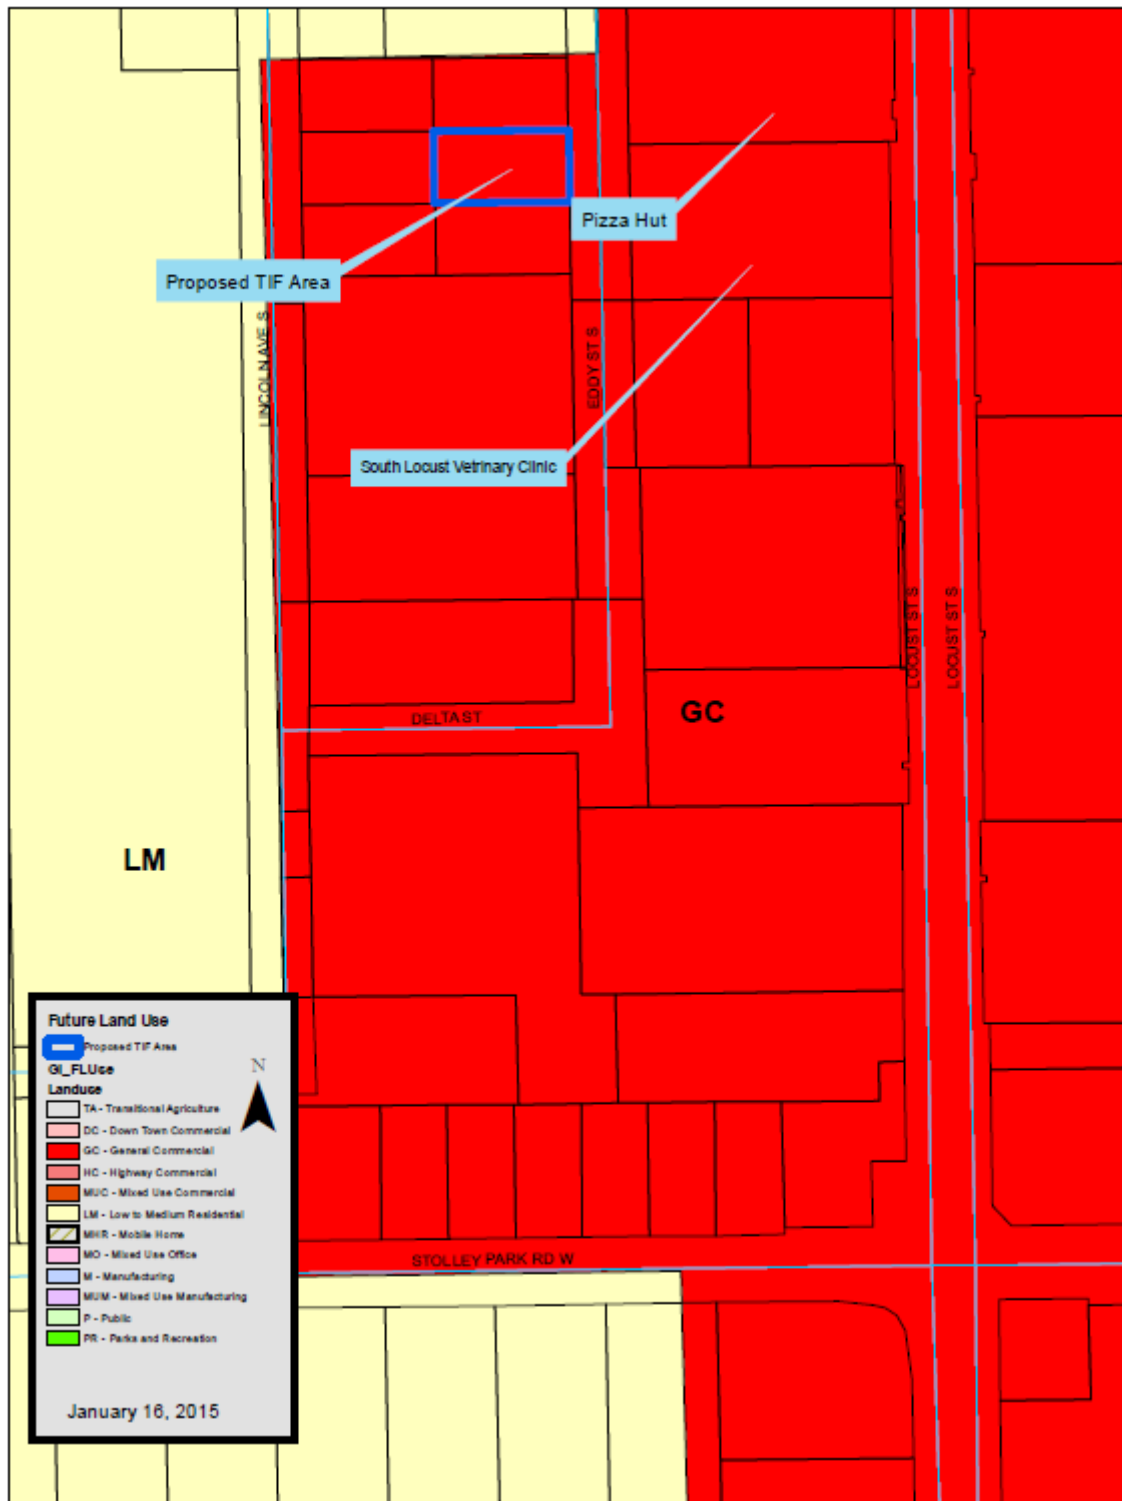 Pizza Hut
Proposed TIF Area
LINCOLN AVE S
EDDY ST S
South Locust Vetrinary Clinic
LOCUST ST S
LOCUST ST S
GC
DELTA ST
LM
Future Land Use
Proposed TIF Area
GI_FLUse
Landuse
N
TA - Transitional Agriculture
DC - Down Town Commercial
GC - General Commercial
HC - Highway Commercial
MUC - Mixed Use Commercial
LM - Low to Medium Residential
MHR - Mobile Home
MO - Mixed Use Office
M - Manufacturing
MUM - Mixed Use Manufacturing
P - Public
PR - Parks and Recreation
January 16, 2015
STOLLEY PARK RD W